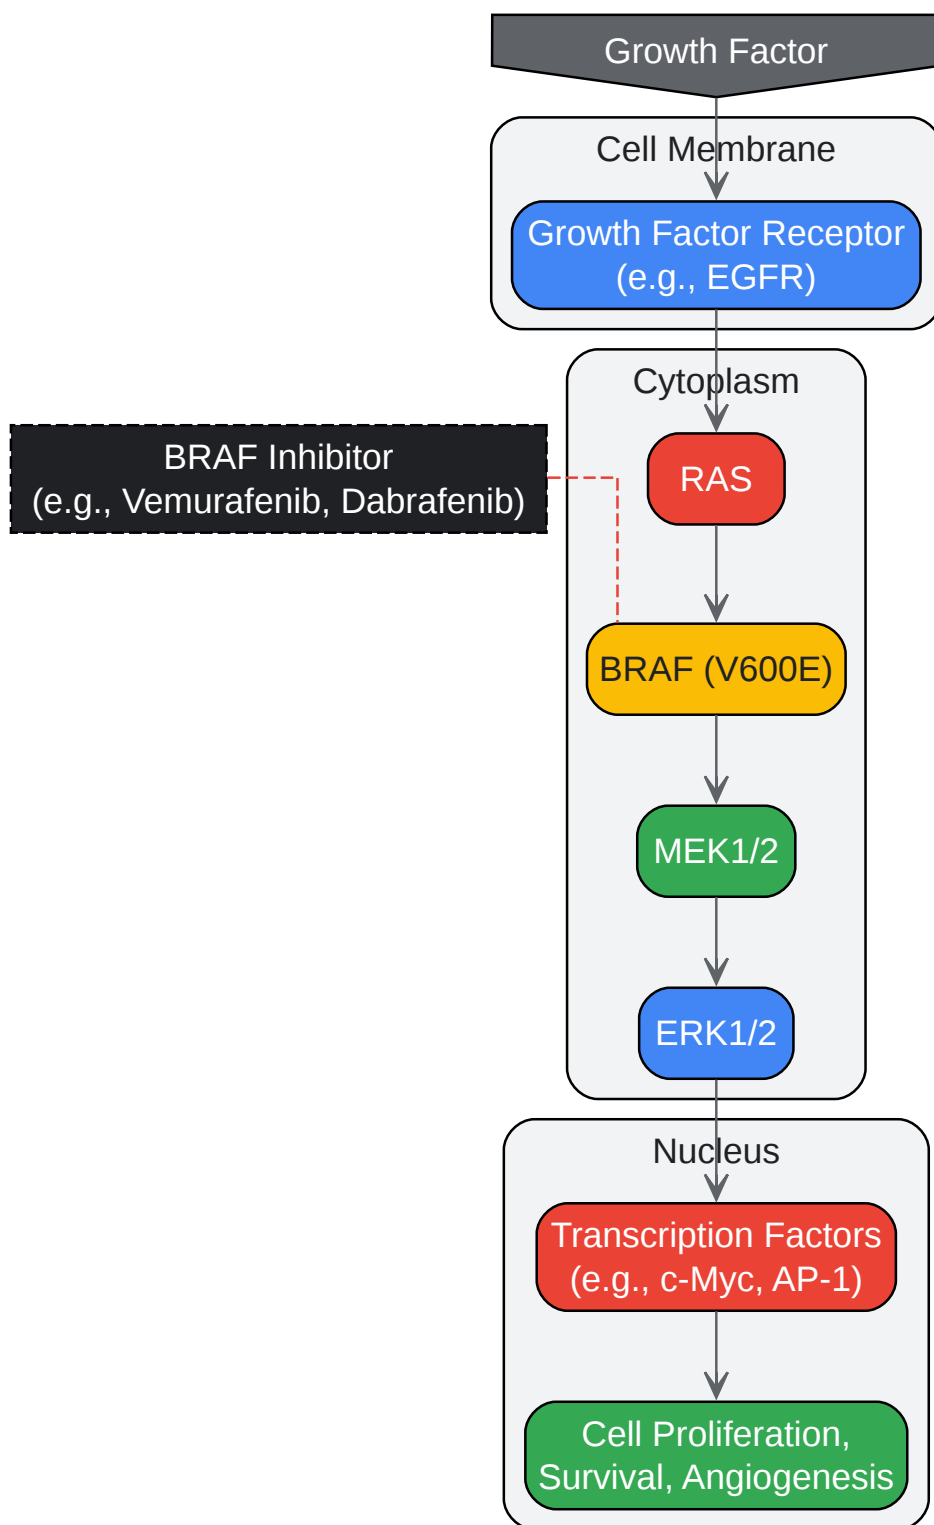 Growth Factor
Cell Membrane
Growth Factor Receptor
(e.g., EGFR)
Cytoplasm
BRAF Inhibitor
(e.g., Vemurafenib, Dabrafenib)
RAS
BRAF (V600E)
MEK1/2
ERK1/2
Nucleus
Transcription Factors
(e.g., c-Myc, AP-1)
Cell Proliferation,
Survival, Angiogenesis